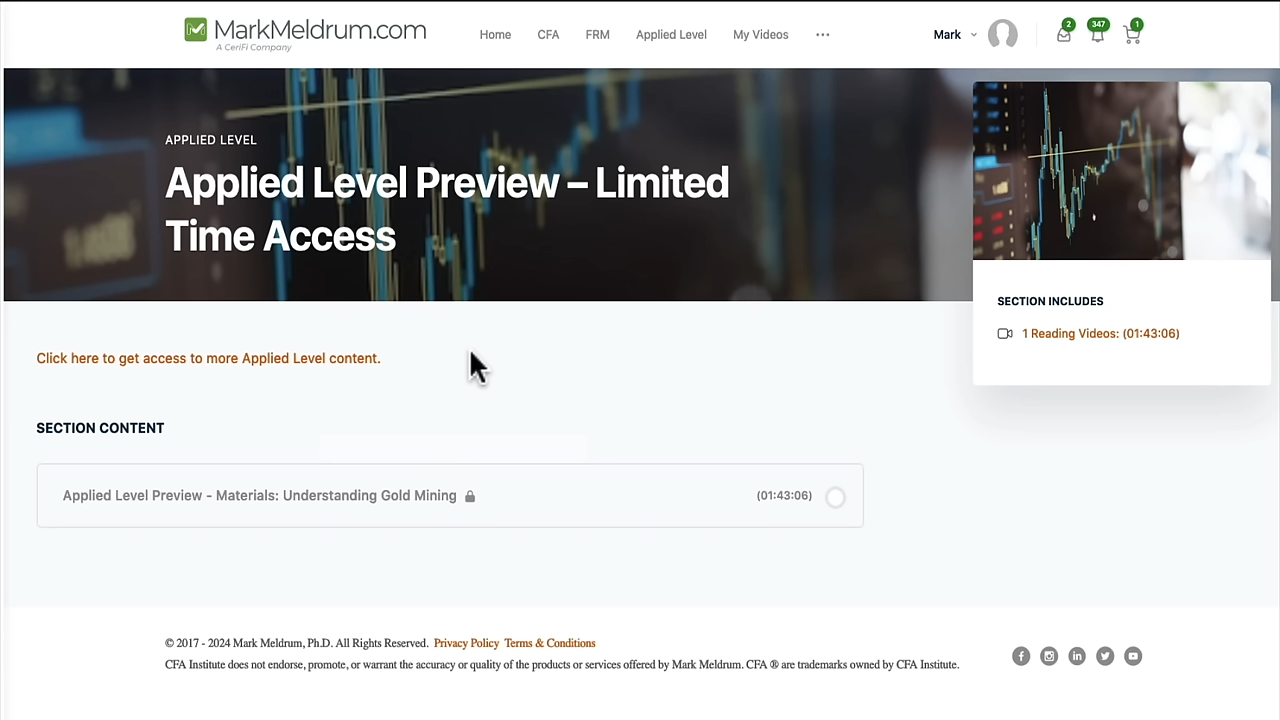 MarkMeldrum.com
A CeriFi Company
Home
CFA
FRM
Applied Level
My Videos
Mark
2
347
1
APPLIED LEVEL
Applied Level Preview – Limited
Time Access
SECTION INCLUDES
1 Reading Videos: (01:43:06)
Click here to get access to more Applied Level content.
SECTION CONTENT
Applied Level Preview - Materials: Understanding Gold Mining
(01:43:06)
© 2017 - 2024 Mark Meldrum, Ph.D. All Rights Reserved. Privacy Policy Terms & Conditions
CFA Institute does not endorse, promote, or warrant the accuracy or quality of the products or services offered by Mark Meldrum. CFA ® are trademarks owned by CFA Institute.